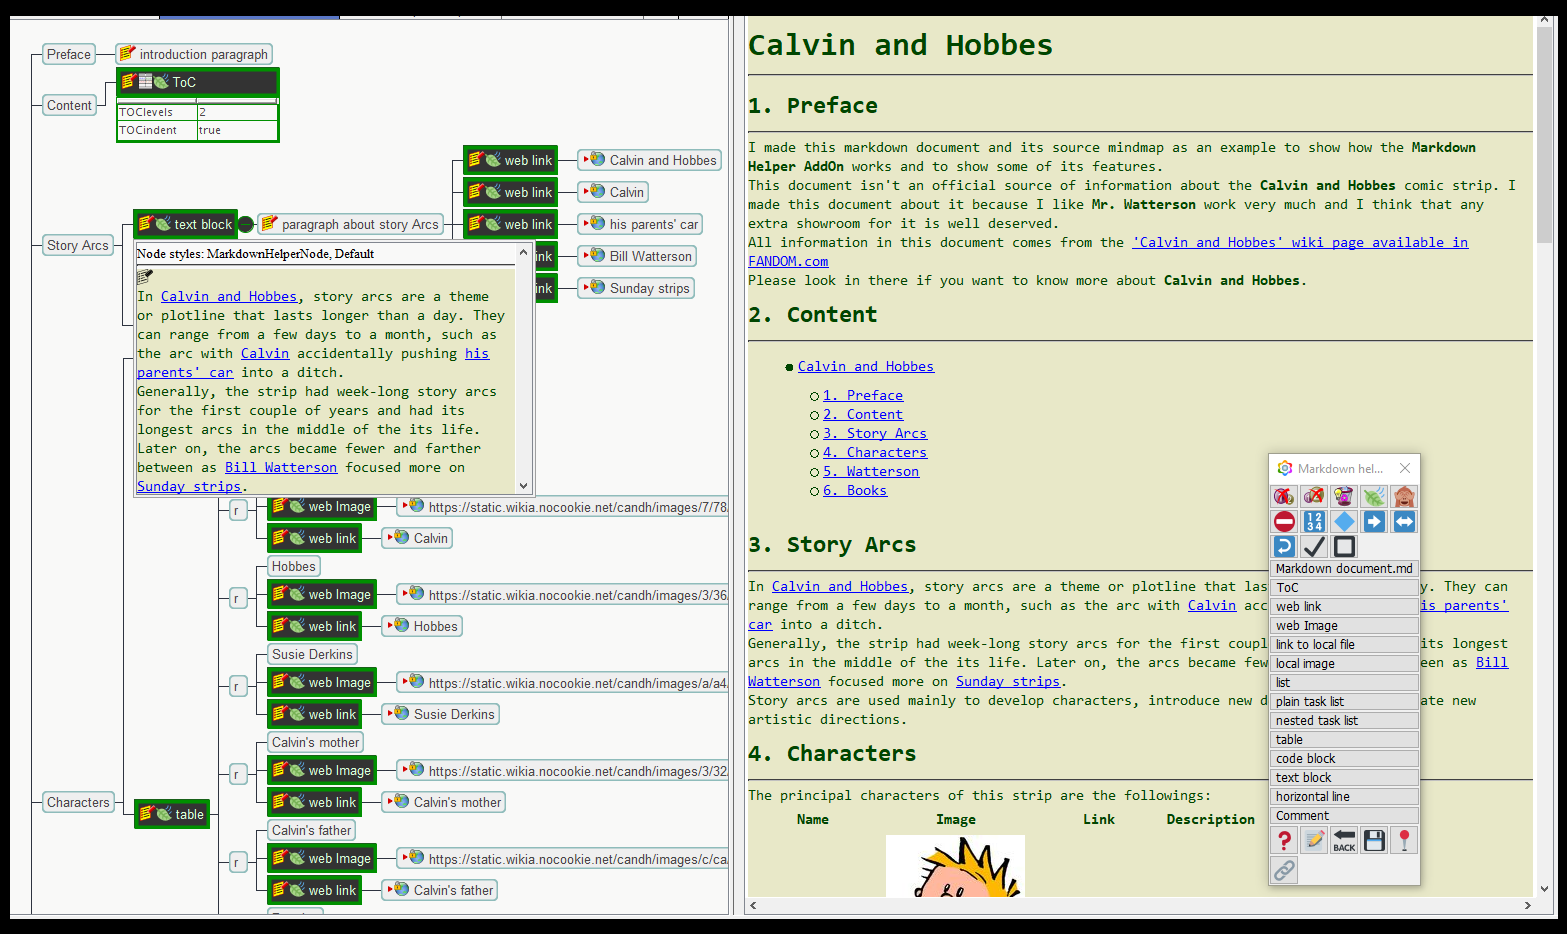 Preface
introduction paragraph
Content
ToC
TOClevels 2
TOCindent true
Story Arcs
text block
paragraph about story Arcs
web link
Calvin and Hobbes
web link
Calvin
web link
his parents' car
ink
Bill Watterson
ink
Sunday strips
Node styles: MarkdownHelperNode, Default
In Calvin and Hobbes, story arcs are a theme
or plotline that lasts longer than a day. They
can range from a few days to a month, such as
the arc with Calvin accidentally pushing his
parents' car into a ditch.
Generally, the strip had week-long story arcs
for the first couple of years and had its
longest arcs in the middle of the its life.
Later on, the arcs became fewer and farther
between as Bill Watterson focused more on
Sunday strips.
Characters
table
r
web Image
https://static.wikia.nocookie.net/candh/images/7/78
web link
Calvin
Hobbes
r
web Image
https://static.wikia.nocookie.net/candh/images/3/36
web link
Hobbes
Susie Derkins
r
web Image
https://static.wikia.nocookie.net/candh/images/a/a4
web link
Susie Derkins
Calvin's mother
r
web Image
https://static.wikia.nocookie.net/candh/images/3/32
web link
Calvin's mother
Calvin's father
r
web Image
https://static.wikia.nocookie.net/candh/images/c/ca
web link
Calvin's father
Calvin and Hobbes
1. Preface
I made this markdown document and its source mindmap as an example to show how the Markdown
Helper AddOn works and to show some of its features.
This document isn't an official source of information about the Calvin and Hobbes comic strip. I
made this document about it because I like Mr. Watterson work very much and I think that any
extra showroom for it is well deserved.
All information in this document comes from the 'Calvin and Hobbes' wiki page available in
FANDOM.com
Please look in there if you want to know more about Calvin and Hobbes.
2. Content
Calvin and Hobbes
1. Preface
2. Content
3. Story Arcs
4. Characters
5. Watterson
6. Books
3. Story Arcs
In Calvin and Hobbes, story arcs are a theme or plotline that las y. They can
range from a few days to a month, such as the arc with Calvin acc is parents'
car into a ditch.
Generally, the strip had week-long story arcs for the first coupl its longest
arcs in the middle of the its life. Later on, the arcs became few een as Bill
Watterson focused more on Sunday strips.
Story arcs are used mainly to develop characters, introduce new d ate new
artistic directions.
4. Characters
The principal characters of this strip are the followings:
Name Image Link Description
Markdown hel...
1 2
3 4
Markdown document.md
ToC
web link
web Image
link to local file
local image
list
plain task list
nested task list
table
code block
text block
horizontal line
Comment
?
BACK